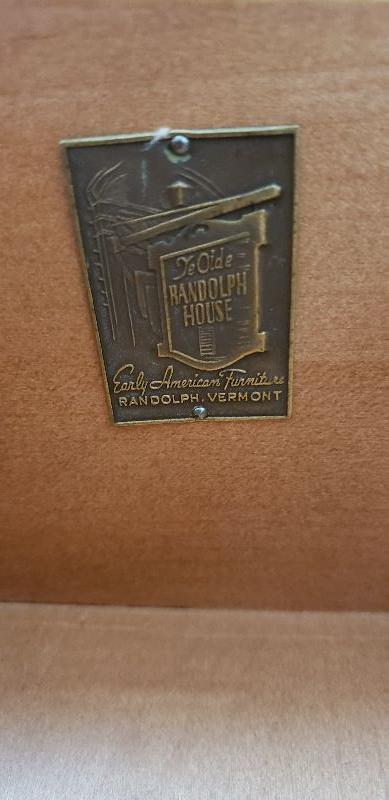 Ye Olde
RANDOLPH
HOUSE
Early American Furniture
RANDOLPH, VERMONT